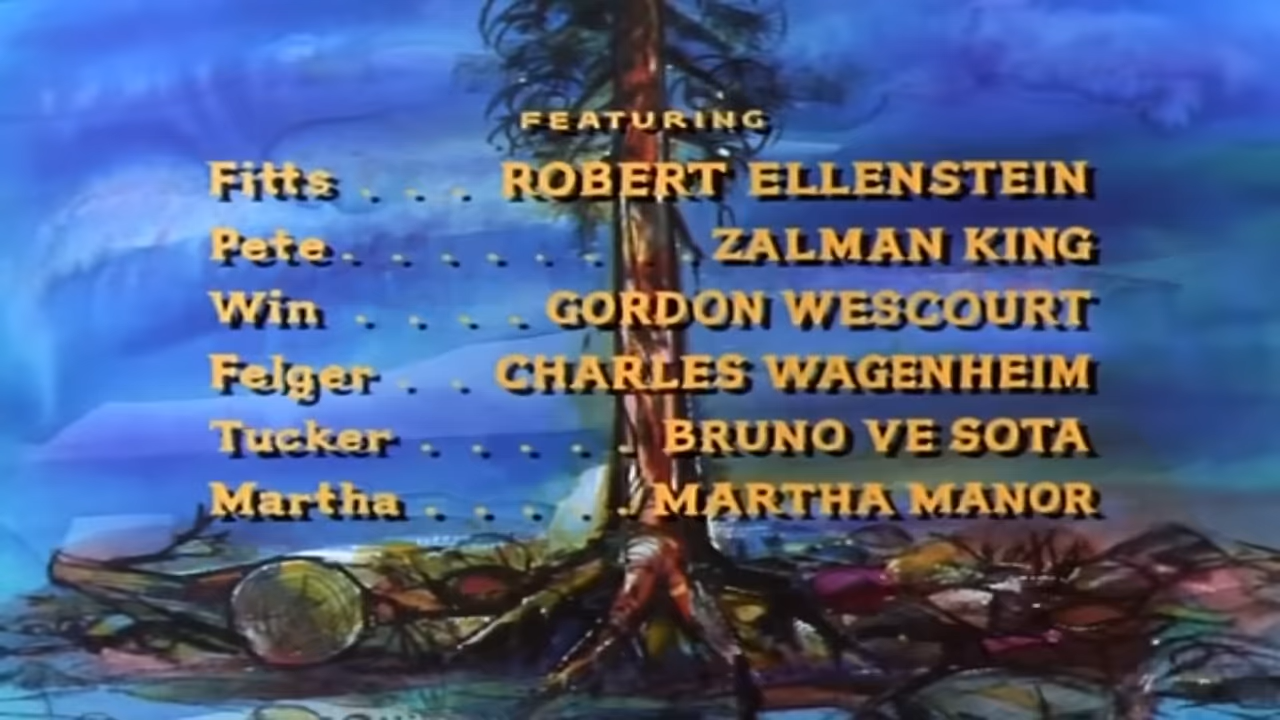 FEATURING
Fitts . . . ROBERT ELLENSTEIN
Pete . . . . . . . . ZALMAN KING
Win . . . . GORDON WESCOURT
Felger . . CHARLES WAGENHEIM
Tucker . . . . . BRUNO VE SOTA
Martha . . . . . MARTHA MANOR